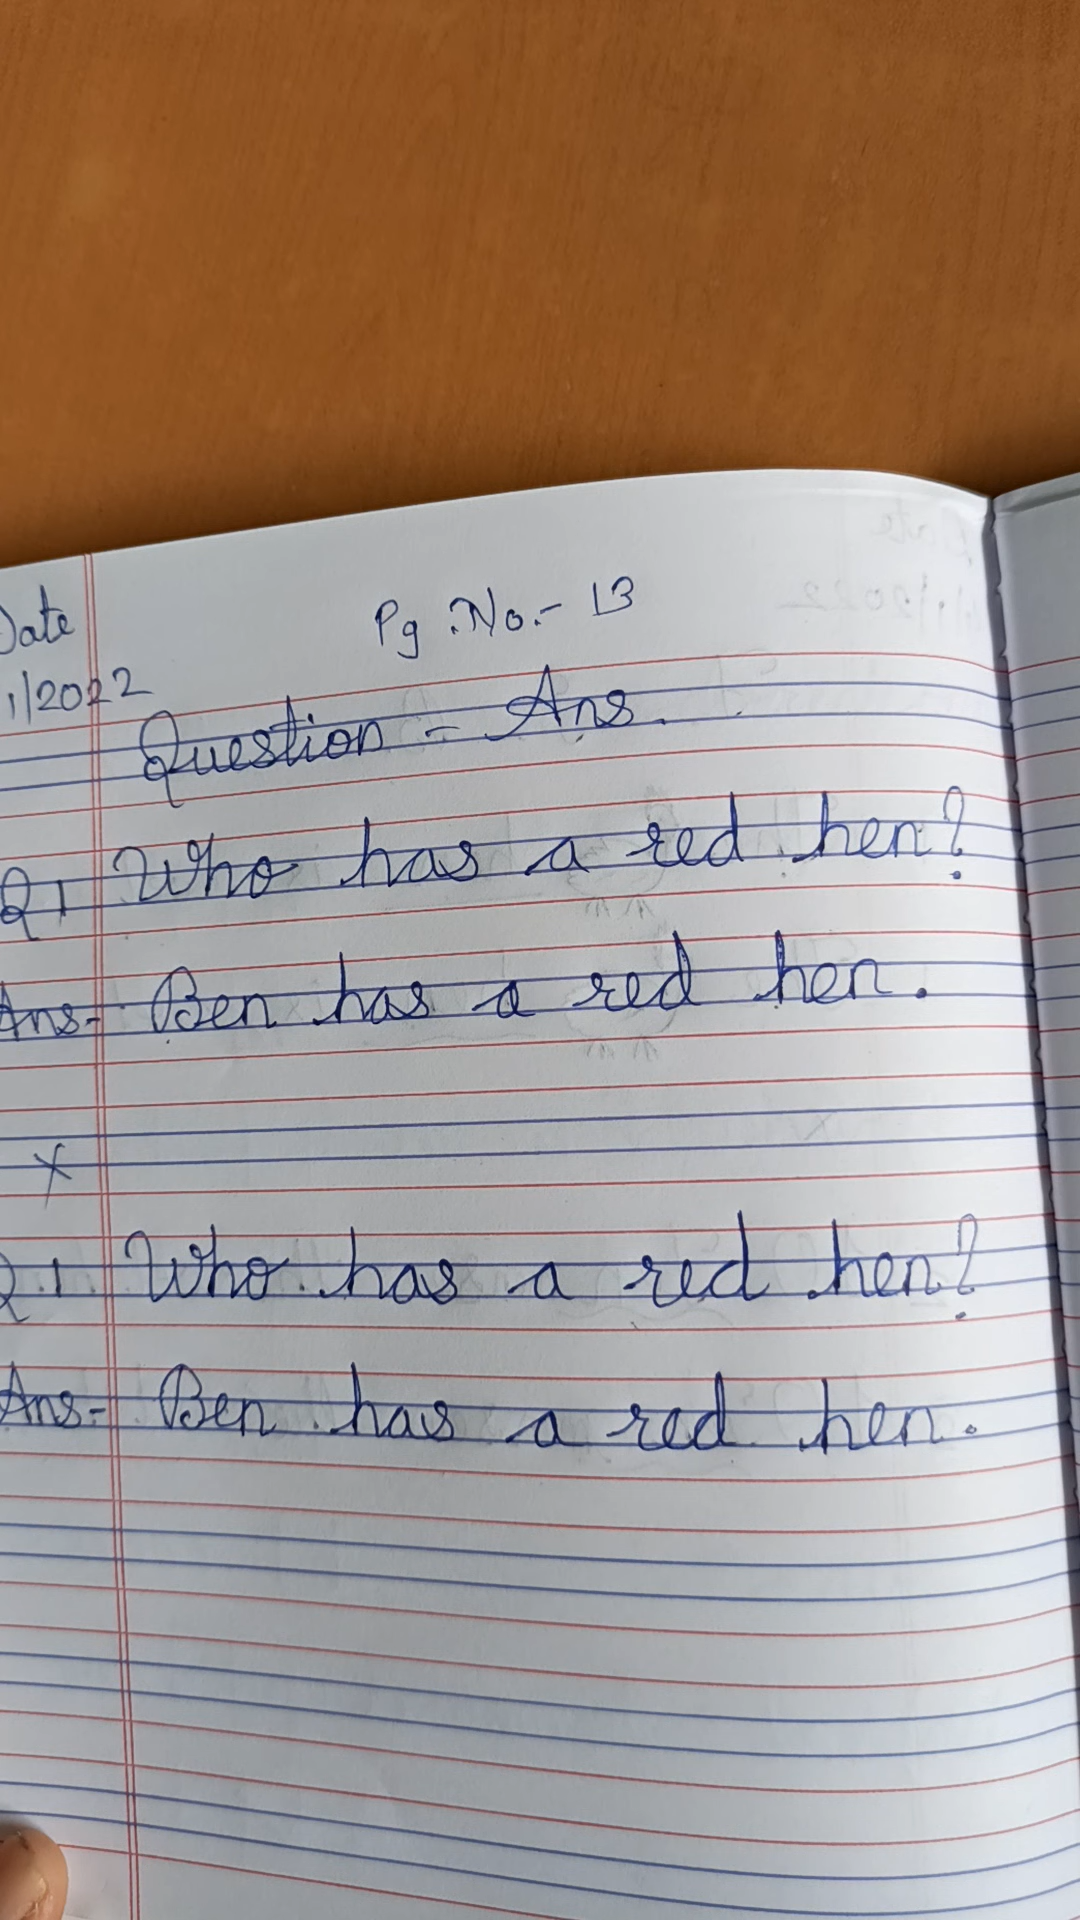 Date
Pg. No.- 13
1/2022
Question - Ans.
Q 1 Who has a red hen?
Ans- Ben has a red hen.
X
Q. 1 Who has a red hen?
Ans- Ben has a red hen.